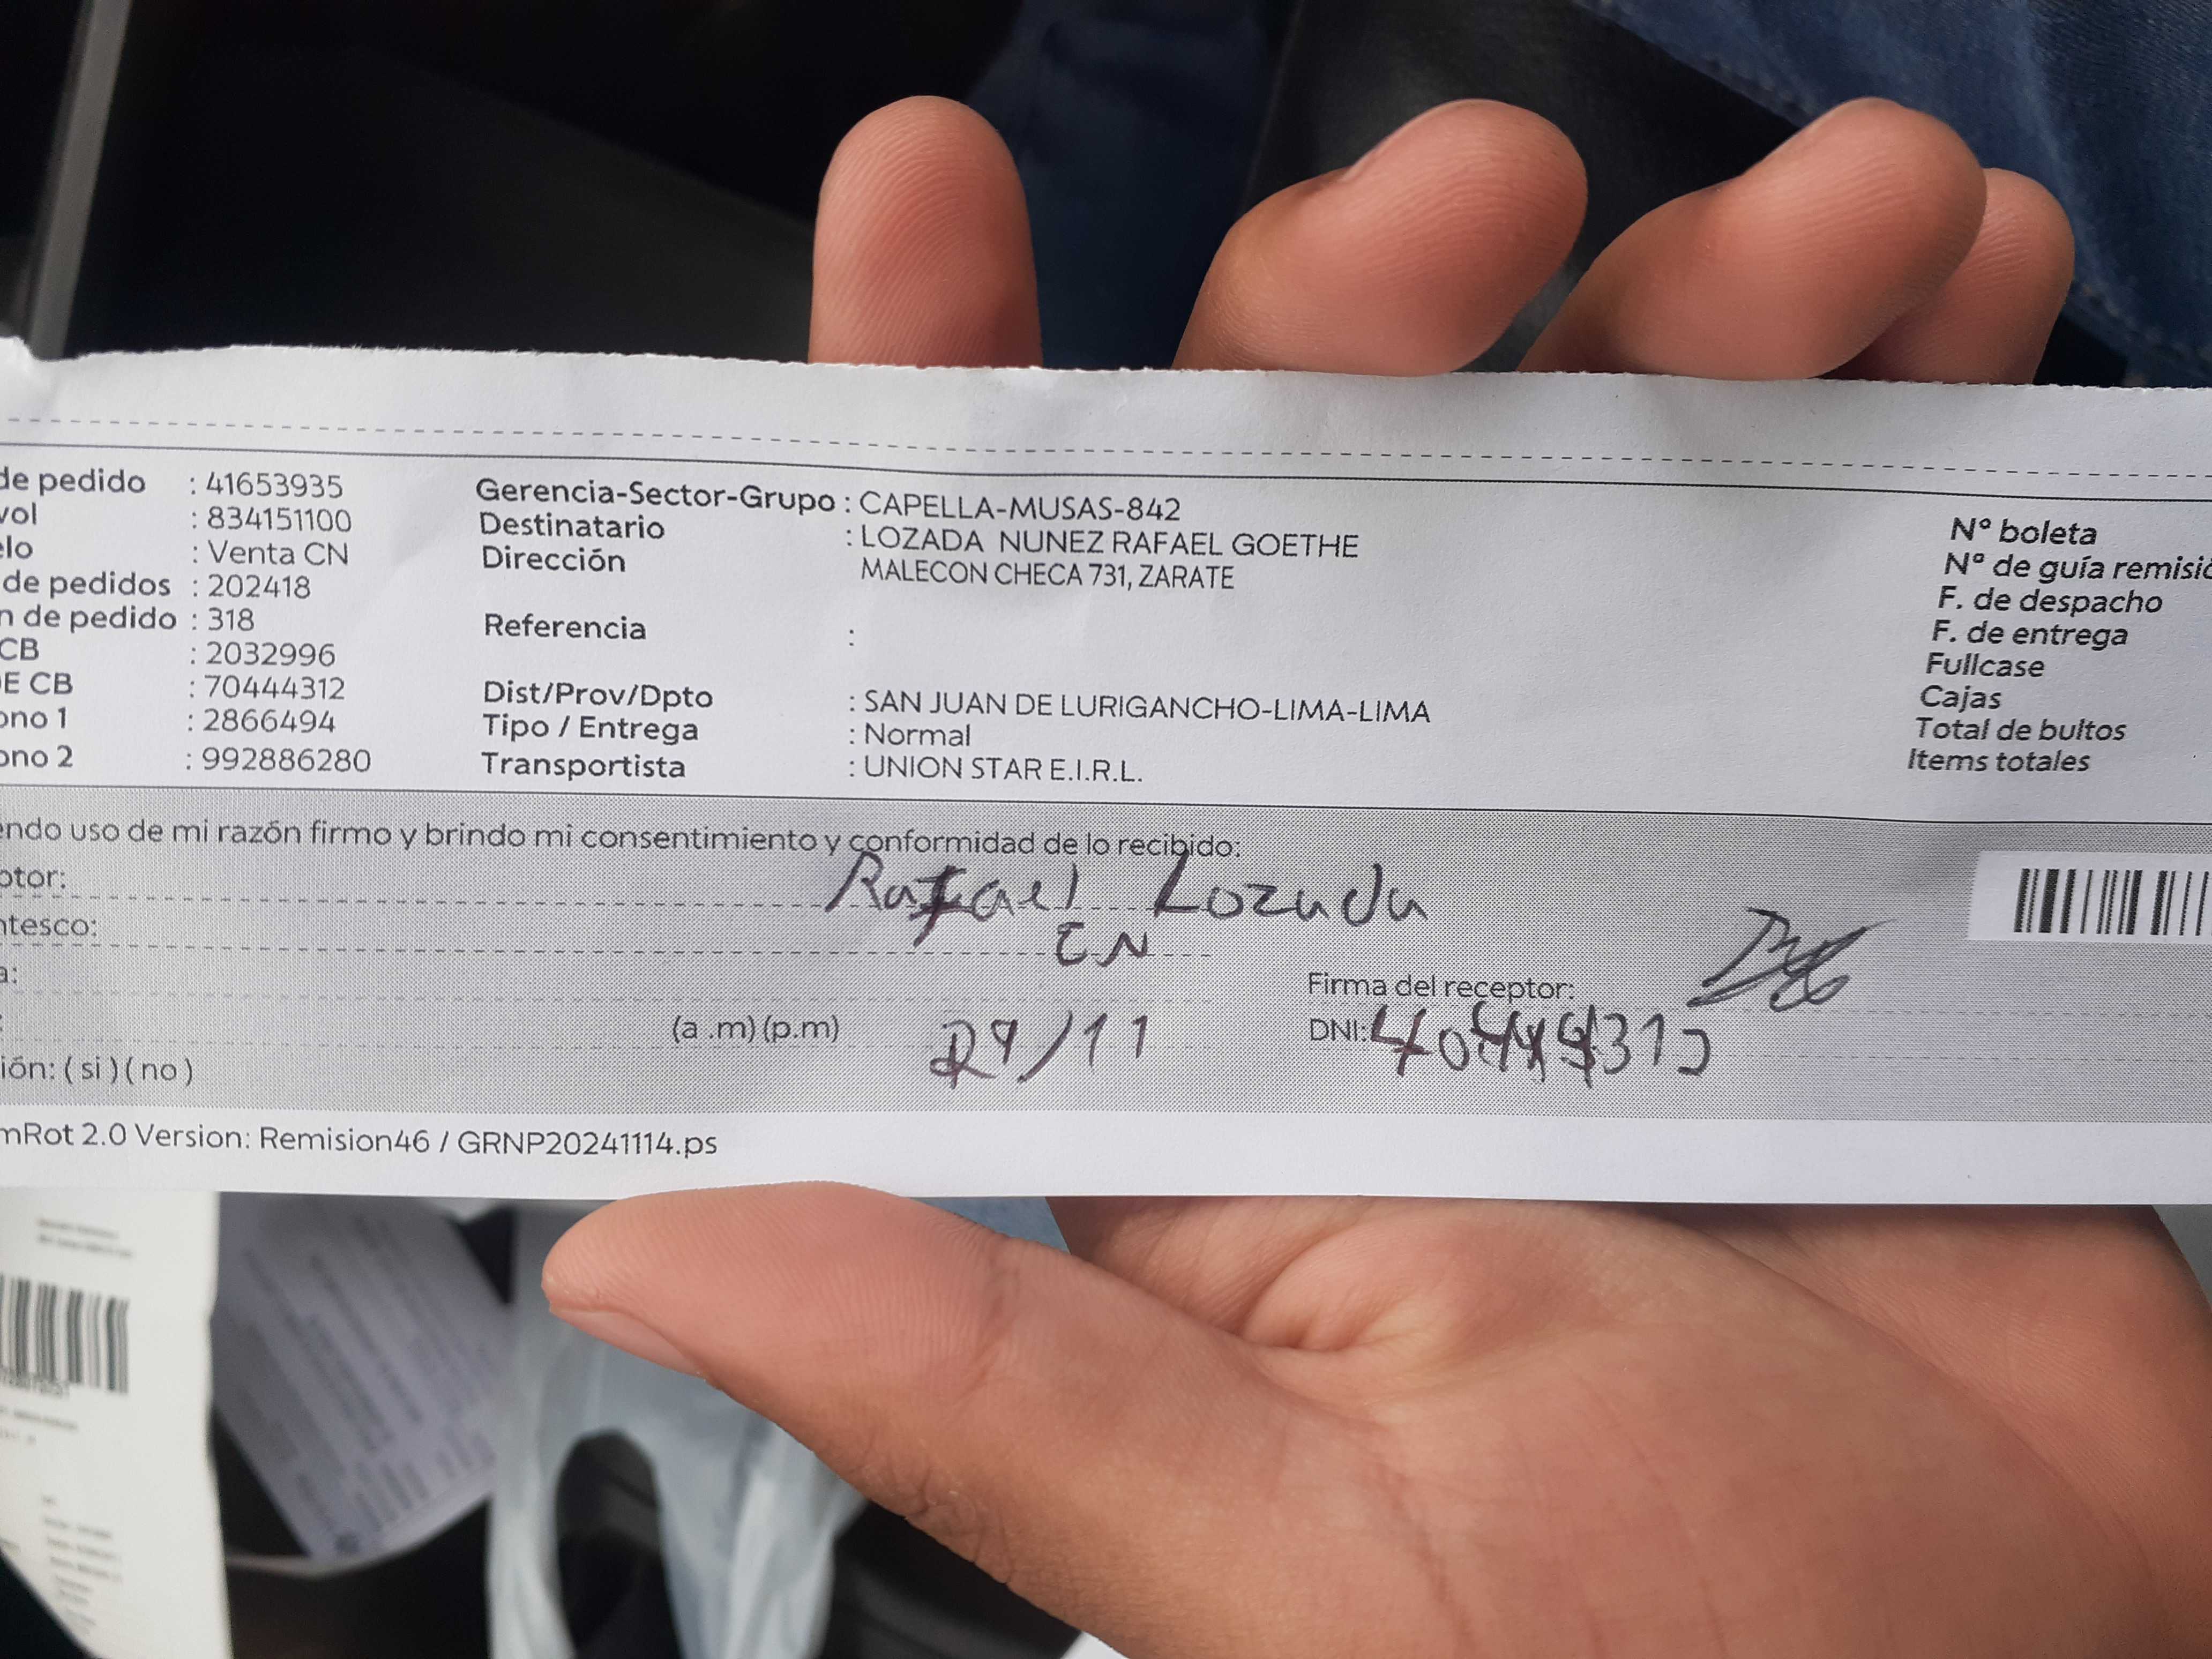 de pedido : 41653935
vol : 834151100
elo : Venta CN
de pedidos : 202418
n de pedido : 318
CB : 2032996
E CB : 70444312
ono 1 : 2866494
ono 2 : 992886280
Gerencia-Sector-Grupo : CAPELLA-MUSAS-842
Destinatario : LOZADA NUNEZ RAFAEL GOETHE
Dirección MALECON CHECA 731, ZARATE
Referencia :
Dist/Prov/Dpto : SAN JUAN DE LURIGANCHO-LIMA-LIMA
Tipo / Entrega : Normal
Transportista : UNION STAR E.I.R.L.
Nº boleta
Nº de guía remisió
F. de despacho
F. de entrega
Fullcase
Cajas
Total de bultos
Items totales
endo uso de mi razón firmo y brindo mi consentimiento y conformidad de lo recibido:
ptor: Rafael Lozada
ntesco: CN
a:
: (a .m) (p.m) 29/11
Firma del receptor:
DNI:
ión: ( si ) ( no )
mRot 2.0 Version: Remision46 / GRNP20241114.ps